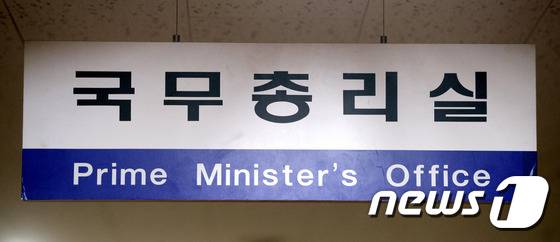 국무총리실
Prime Minister's Office
news1